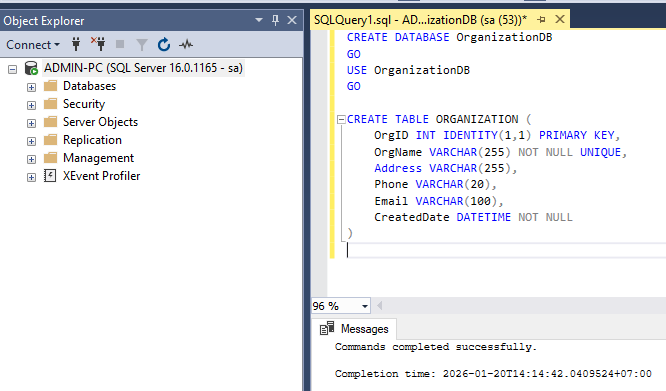 Object Explorer
Connect
ADMIN-PC (SQL Server 16.0.1165 - sa)
Databases
Security
Server Objects
Replication
Management
XEvent Profiler
SQLQuery1.sql - AD...izationDB (sa (53))*
CREATE DATABASE OrganizationDB
GO
USE OrganizationDB
GO
CREATE TABLE ORGANIZATION (
OrgID INT IDENTITY(1,1) PRIMARY KEY,
OrgName VARCHAR(255) NOT NULL UNIQUE,
Address VARCHAR(255),
Phone VARCHAR(20),
Email VARCHAR(100),
CreatedDate DATETIME NOT NULL
)
96 %
Messages
Commands completed successfully.
Completion time: 2026-01-20T14:14:42.0409524+07:00